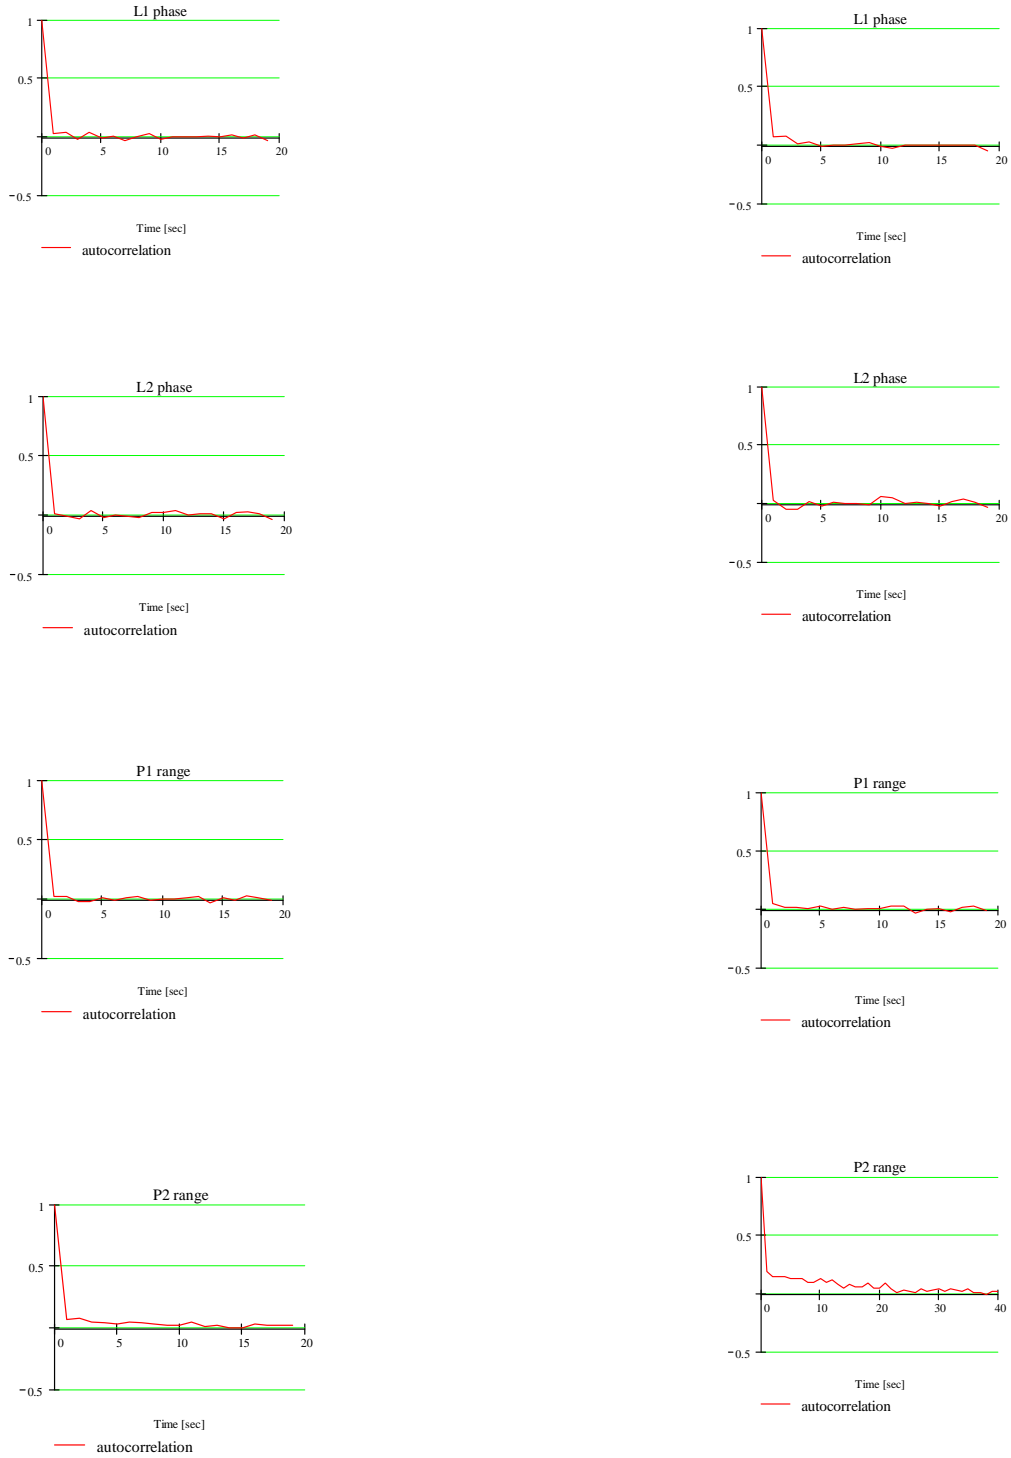 L1 phase
1
0.5
0 5 10 15 20
−0.5
Time [sec]
autocorrelation
L1 phase
1
0.5
0 5 10 15 20
−0.5
Time [sec]
autocorrelation
L2 phase
1
0.5
0 5 10 15 20
−0.5
Time [sec]
autocorrelation
L2 phase
1
0.5
0 5 10 15 20
−0.5
Time [sec]
autocorrelation
P1 range
1
0.5
0 5 10 15 20
−0.5
Time [sec]
autocorrelation
P1 range
1
0.5
0 5 10 15 20
−0.5
Time [sec]
autocorrelation
P2 range
1
0.5
0 5 10 15 20
−0.5
Time [sec]
autocorrelation
P2 range
1
0.5
0 10 20 30 40
−0.5
Time [sec]
autocorrelation